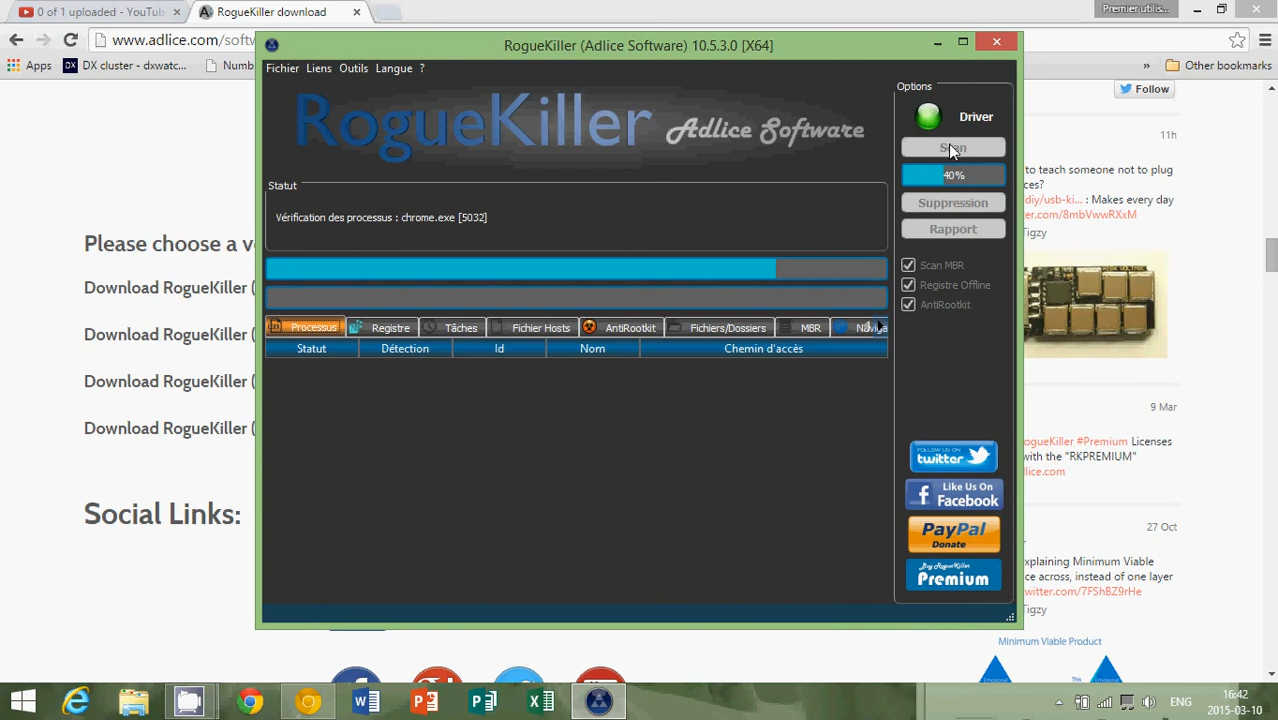 0 of 1 uploaded - YouTub
RogueKiller download
Premier utilis...
www.adlice.com/softw
Apps
DX cluster - dxwatc
Numb
»
Other bookmarks
RogueKiller (Adlice Software) 10.5.3.0 [X64]
Fichier Liens Outils Langue ?
RogueKiller Adlice Software
Options
Driver
Scan
40%
Suppression
Rapport
Scan MBR
Registre Offline
AntiRootkit
Statut
Vérification des processus : chrome.exe [5032]
Processus Registre Tâches Fichier Hosts AntiRootkit Fichiers/Dossiers MBR
Statut Détection Id Nom Chemin d'accès
FOLLOW US ON
twitter
Like Us On
Facebook
PayPal
Donate
Buy RogueKiller
Premium
Please choose a v
Download RogueKiller (
Download RogueKiller (
Download RogueKiller (
Download RogueKiller (
Social Links:
Follow
11h
to teach someone not to plug
ces?
diy/usb-ki... : Makes every day
er.com/8mbVwwRXxM
Tigzy
9 Mar
ogueKiller #Premium Licenses
with the "RKPREMIUM"
llice.com
27 Oct
xplaining Minimum Viable
ce across, instead of one layer
witter.com/7FShBZ9rHe
Tigzy
Minimum Viable Product
This
ENG
16:42
2015-03-10